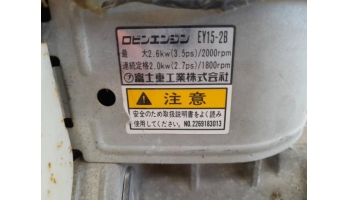 ロビンエンジン EY15-2B
最 大2.6kw(3.5ps)/2000rpm
連続定格2.0kw(2.7ps)/1800rpm
富士重工業株式会社
注意
安全のため取扱説明書をよく読み
使用してください。NO.2269183013